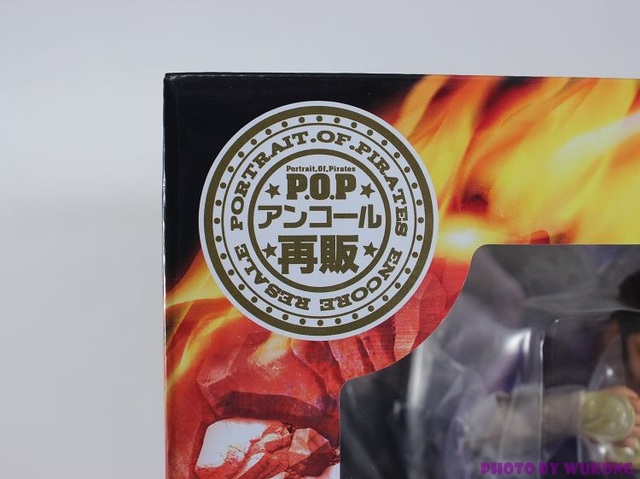 PORTRAIT.OF.PIRATES ENCORE RESALE
Portrait.Of.Pirates
P.O.P
アンコール
再販
PHOTO BY WUKONG